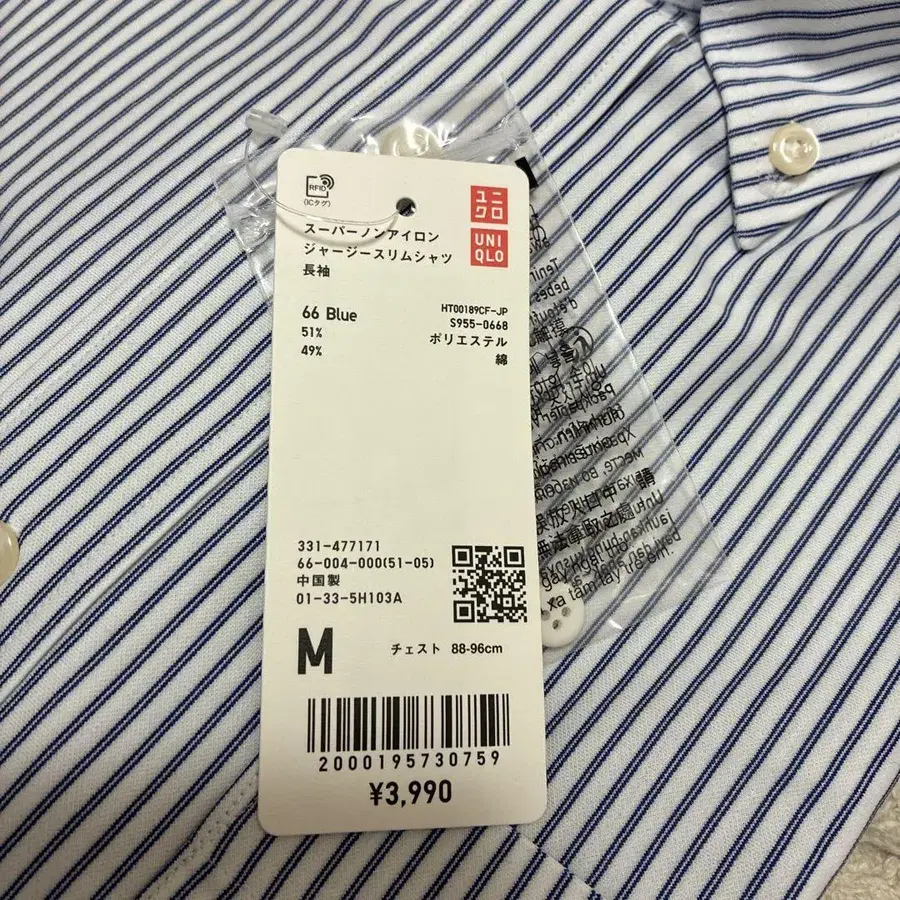 RFID
(ICタグ)
ユニ
クロ
UNI
QLO
スーパーノンアイロン
ジャージースリムシャツ
長袖
66 Blue
HT00189CF-JP
S955-0668
51%
ポリエステル
49%
綿
331-477171
66-004-000(51-05)
中国製
01-33-5H103A
M
チェスト 88-96cm
2000195730759
¥3,990